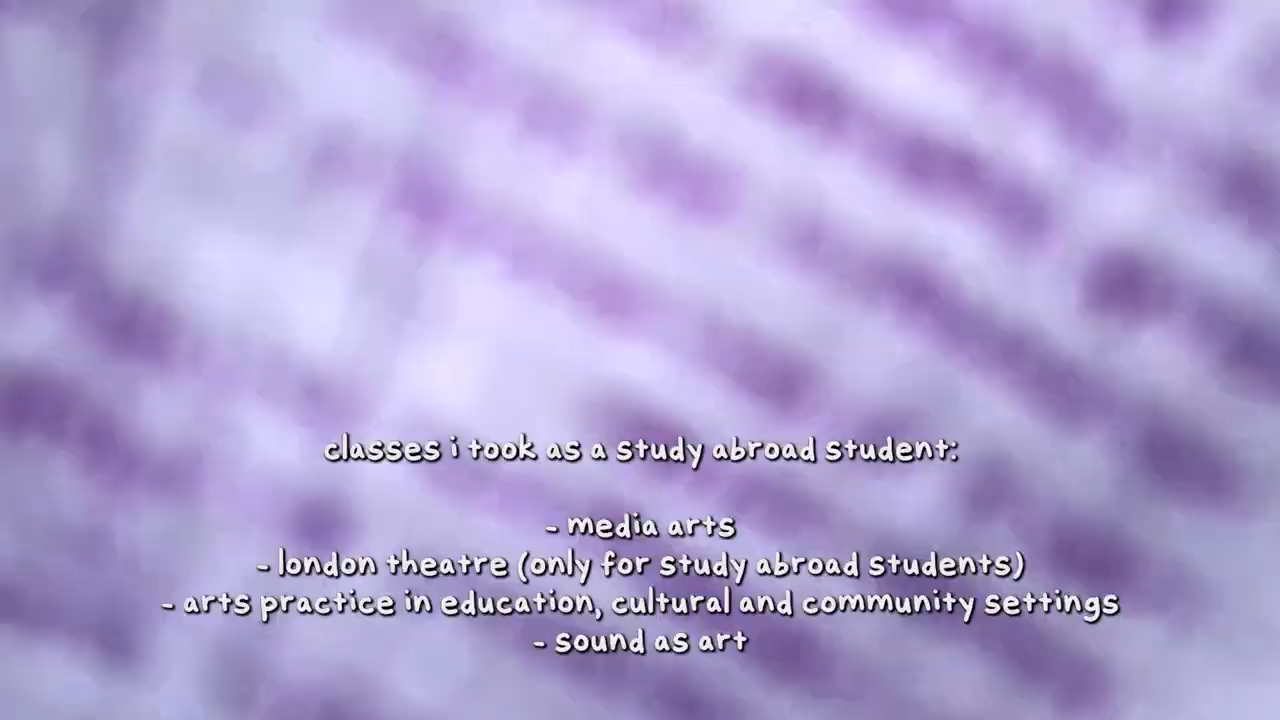 classes i took as a study abroad student:
- media arts
- london theatre (only for study abroad students)
- arts practice in education, cultural and community settings
- sound as art